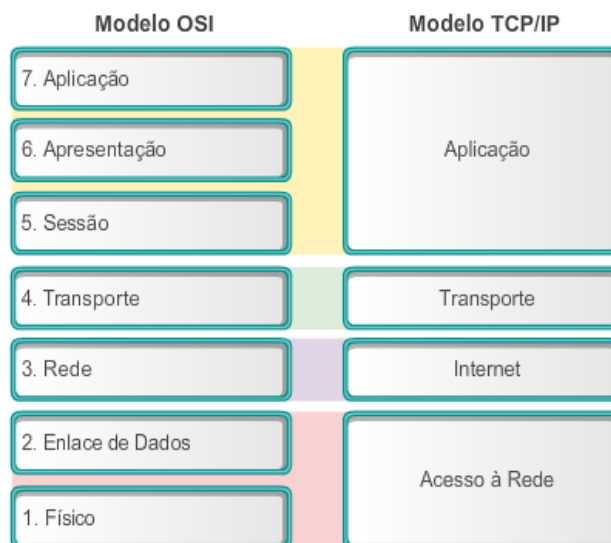 Modelo OSI
Modelo TCP/IP
7. Aplicação
6. Apresentação
5. Sessão
Aplicação
4. Transporte
Transporte
3. Rede
Internet
2. Enlace de Dados
1. Físico
Acesso à Rede